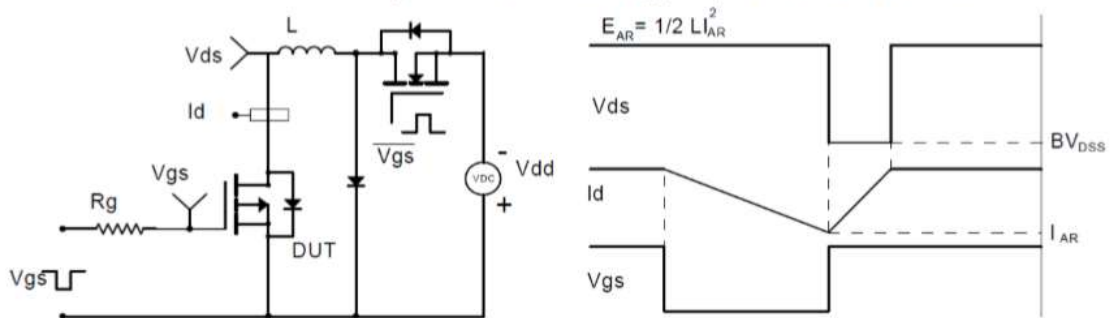 L
Vds
Id
Vgs
Vgs
Rg
DUT
Vgs
-
VDC
Vdd
+
E_AR = 1/2 LI²_AR
Vds
BV_DSS
Id
I_AR
Vgs